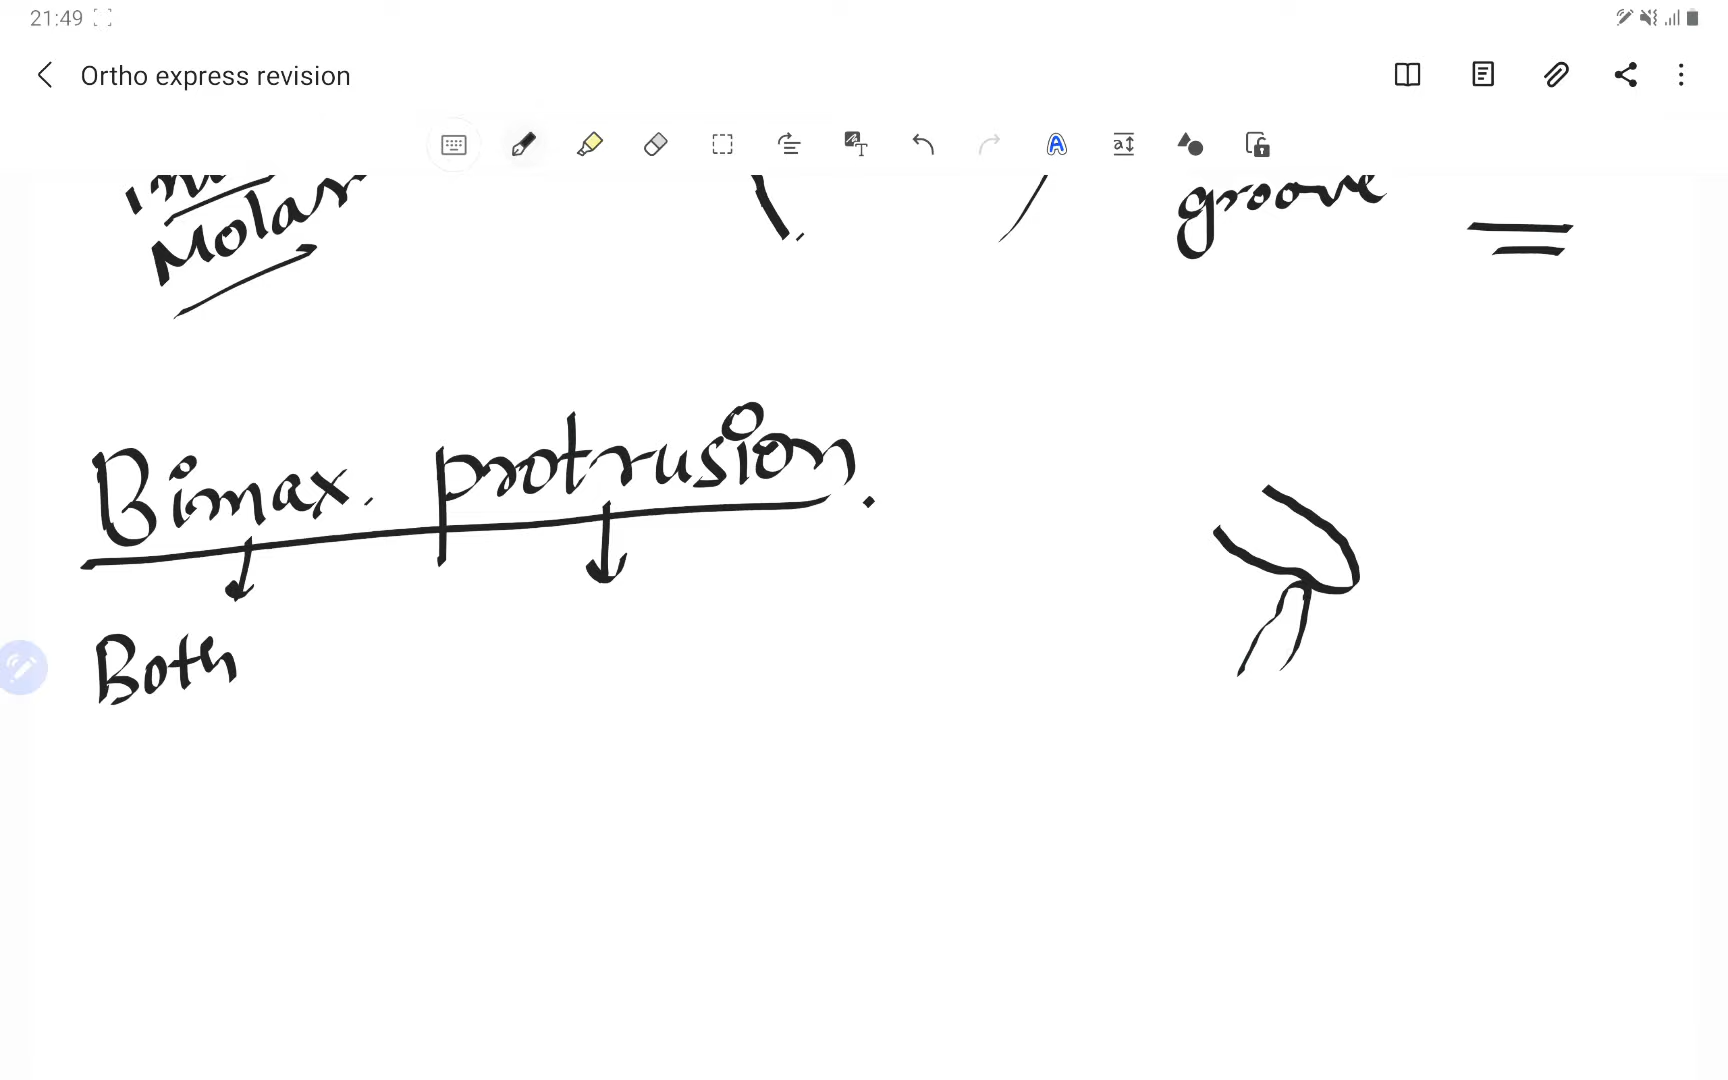 21:49
Ortho express revision
Molar
groove
Bimax. protrusion.
Both